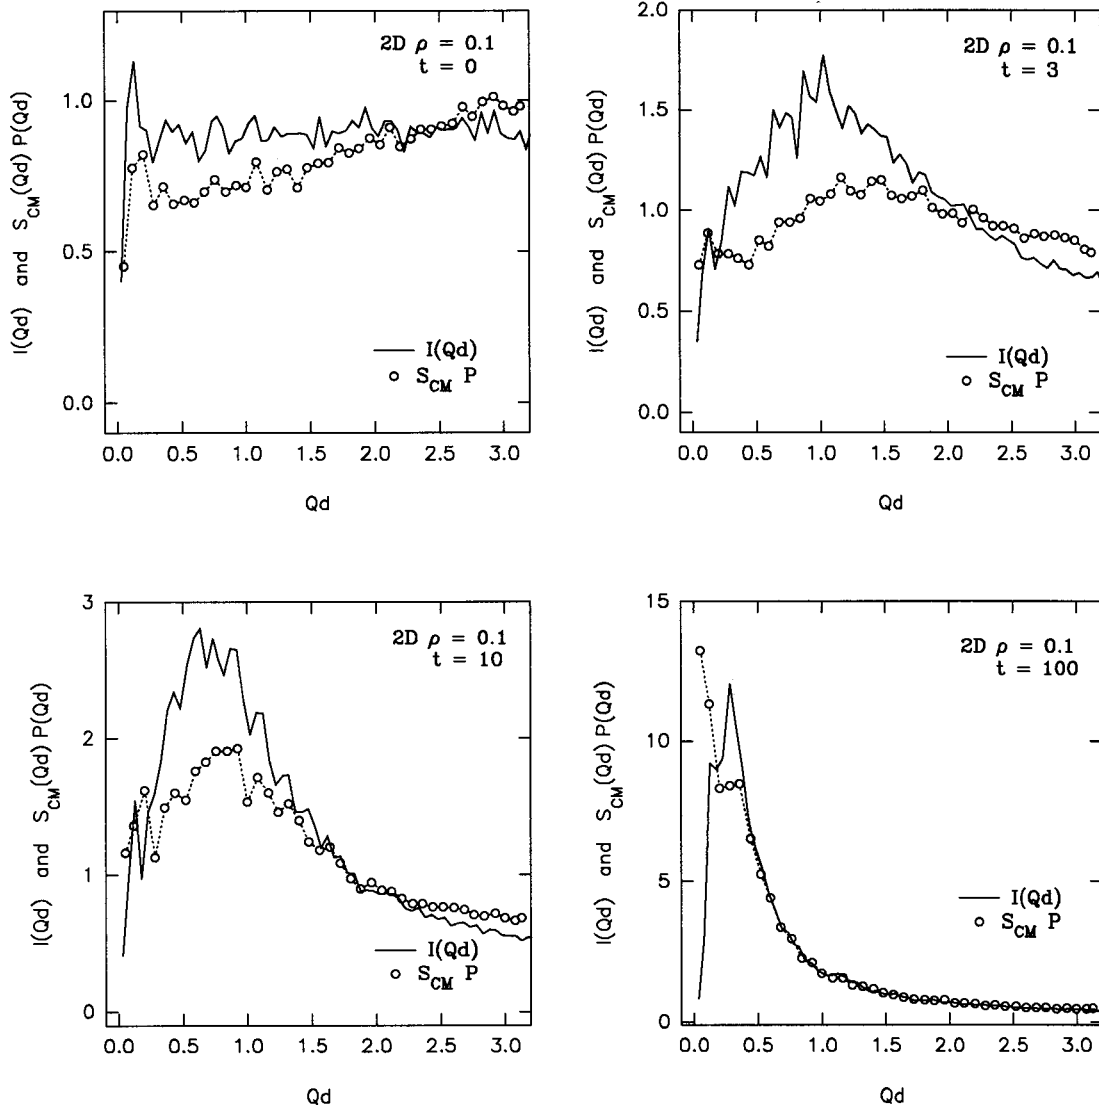 2D ρ = 0.1
t = 0
I(Qd) and S_CM(Qd) P(Qd)
1.0
0.5
0.0
I(Qd)
S_CM P
0.0 0.5 1.0 1.5 2.0 2.5 3.0
Qd
2D ρ = 0.1
t = 3
I(Qd) and S_CM(Qd) P(Qd)
2.0
1.5
1.0
0.5
0.0
I(Qd)
S_CM P
0.0 0.5 1.0 1.5 2.0 2.5 3.0
Qd
2D ρ = 0.1
t = 10
I(Qd) and S_CM(Qd) P(Qd)
3
2
1
0
I(Qd)
S_CM P
0.0 0.5 1.0 1.5 2.0 2.5 3.0
Qd
2D ρ = 0.1
t = 100
I(Qd) and S_CM(Qd) P(Qd)
15
10
5
0
I(Qd)
S_CM P
0.0 0.5 1.0 1.5 2.0 2.5 3.0
Qd